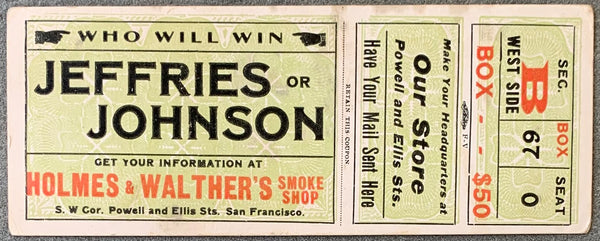 WHO WILL WIN
JEFFRIES OR
JOHNSON
GET YOUR INFORMATION AT
HOLMES & WALTHER'S SMOKE SHOP
S. W Cor. Powell and Ellis Sts. San Francisco.
RETAIN THIS COUPON.
Make Your Headquarters at
Our Store
Powell and Ellis Sts.
Have Your Mail Sent Here
SEC. BOX SEAT
B 67 0
WEST SIDE
BOX - - $50